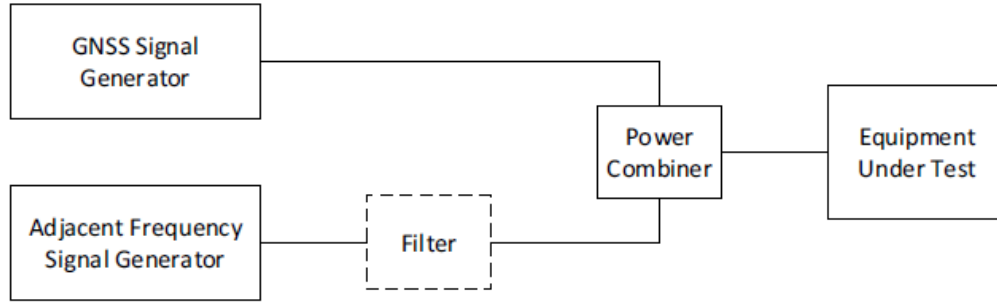 GNSS Signal
Generator
Power
Combiner
Equipment
Under Test
Adjacent Frequency
Signal Generator
Filter